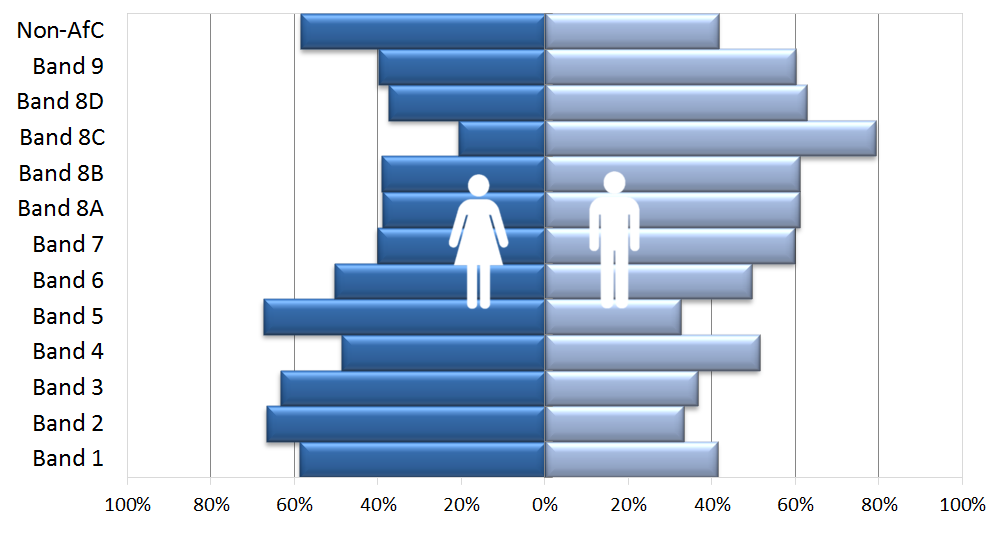 Non-AfC
Band 9
Band 8D
Band 8C
Band 8B
Band 8A
Band 7
Band 6
Band 5
Band 4
Band 3
Band 2
Band 1
100% 80% 60% 40% 20% 0% 20% 40% 60% 80% 100%